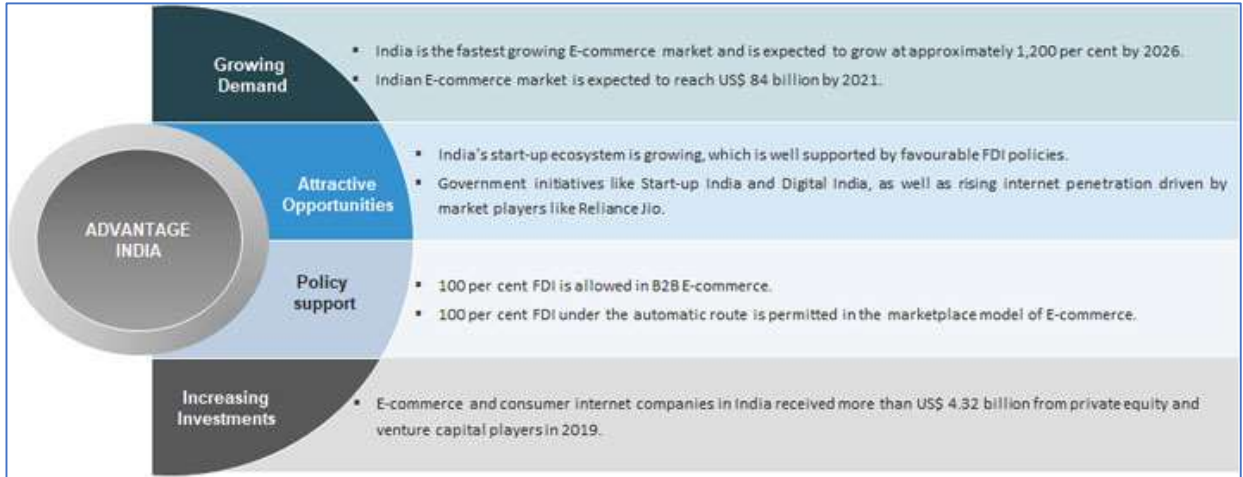 Growing
Demand
▪ India is the fastest growing E-commerce market and is expected to grow at approximately 1,200 per cent by 2026.
▪ Indian E-commerce market is expected to reach US$ 84 billion by 2021.
ADVANTAGE
INDIA
Attractive
Opportunities
▪ India's start-up ecosystem is growing, which is well supported by favourable FDI policies.
▪ Government initiatives like Start-up India and Digital India, as well as rising internet penetration driven by
market players like Reliance Jio.
Policy
support
▪ 100 per cent FDI is allowed in B2B E-commerce.
▪ 100 per cent FDI under the automatic route is permitted in the marketplace model of E-commerce.
Increasing
Investments
▪ E-commerce and consumer internet companies in India received more than US$ 4.32 billion from private equity and
venture capital players in 2019.